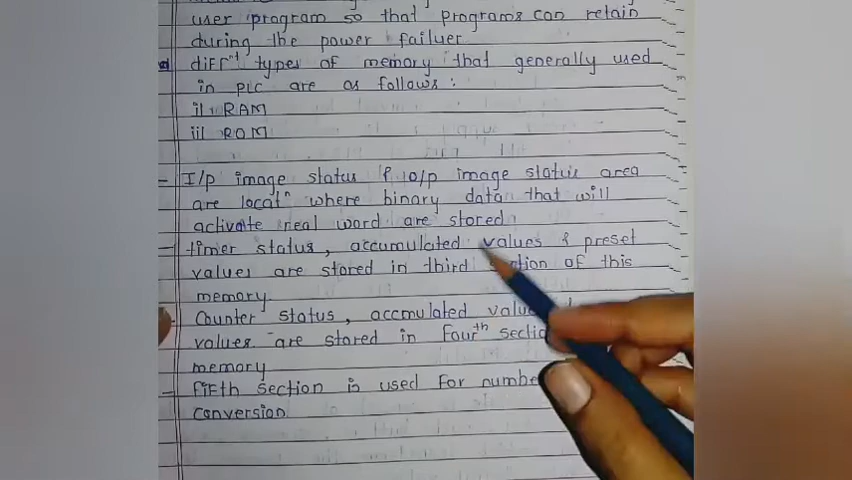 user program so that programs can retain
during the power failuer
diff^nt types of memory that generally used
in plc are as follows :
i) RAM
ii) ROM
- I/p image status & o/p image status area
are locat^n where binary data that will
activate real word are stored
- timer status, accumulated values & preset
values are stored in third section of this
memory.
- Counter status, accmulated
values are stored in four^th
memory
- fifth section is used for
conversion